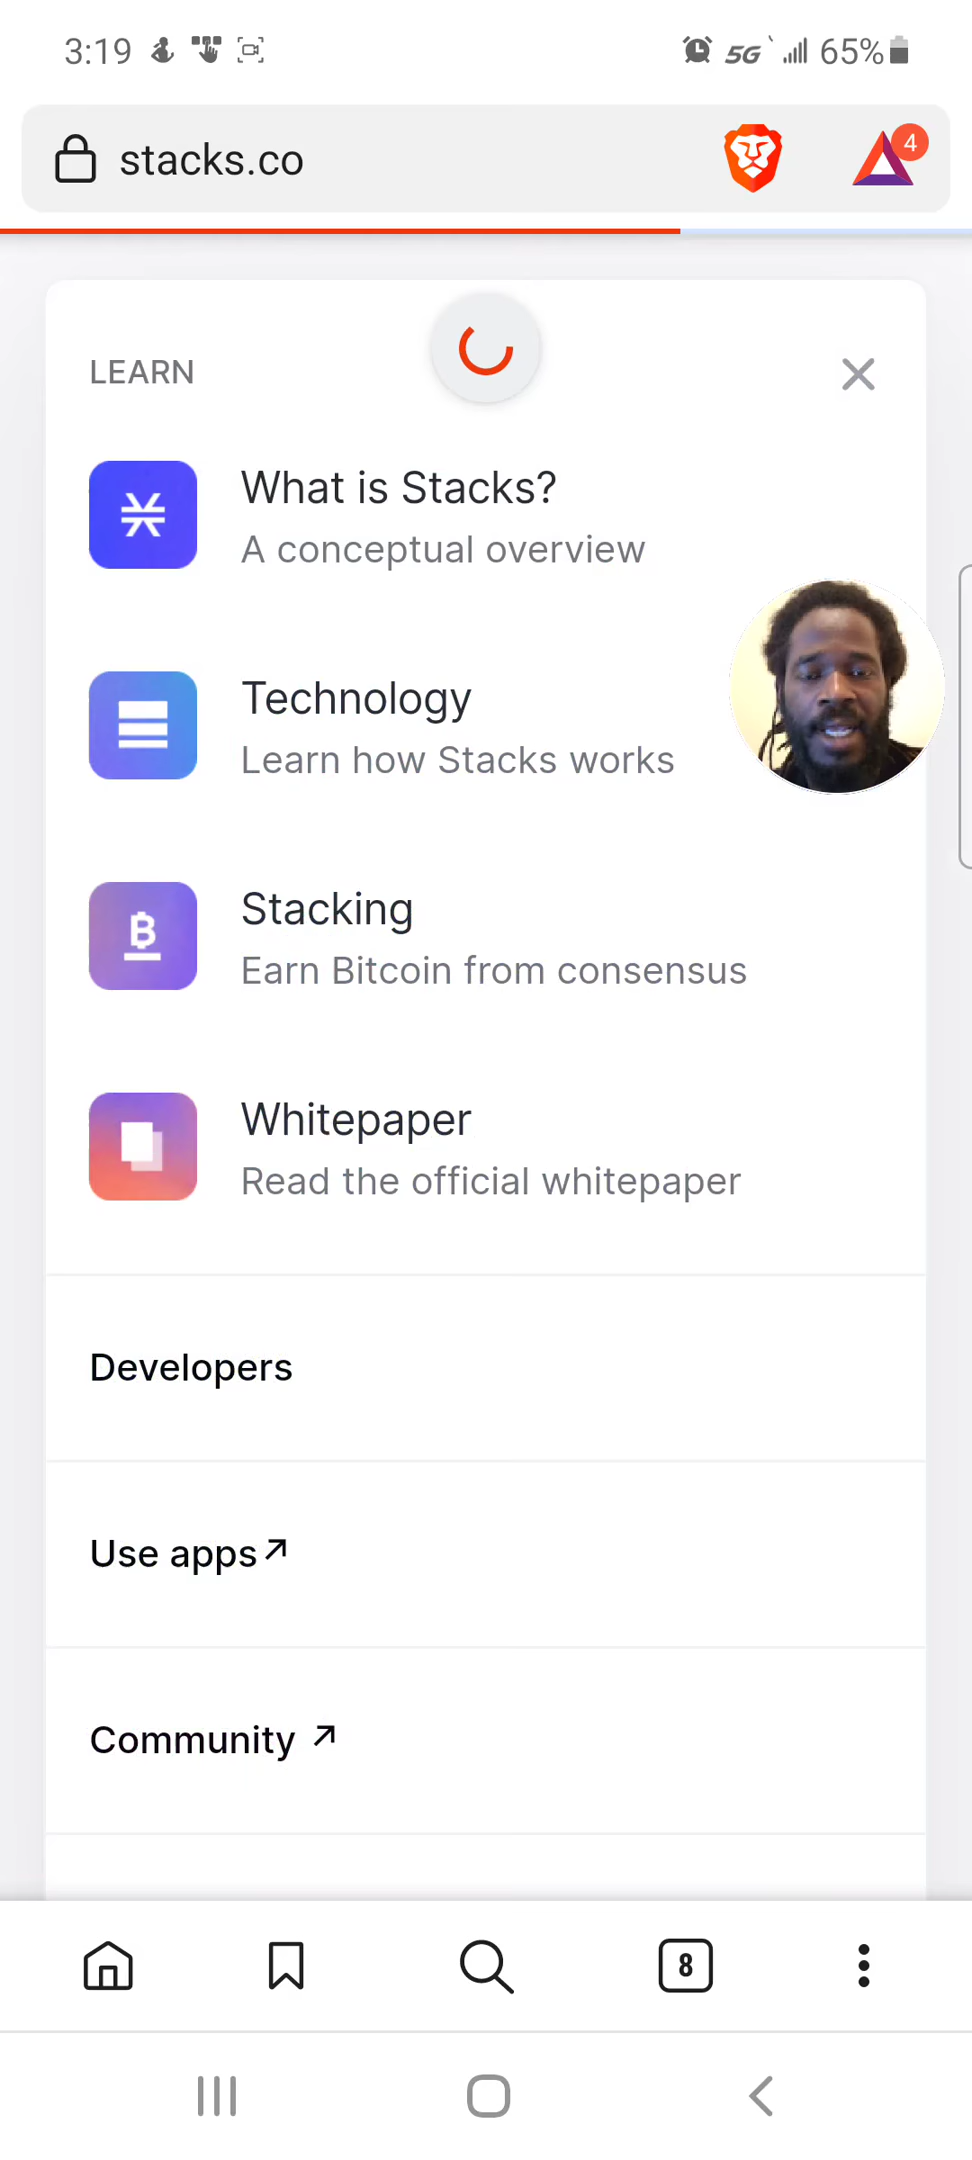 3:19 5G 65%
stacks.co 4
LEARN
What is Stacks?
A conceptual overview
Technology
Learn how Stacks works
Stacking
Earn Bitcoin from consensus
Whitepaper
Read the official whitepaper
Developers
Use apps↗
Community ↗
8